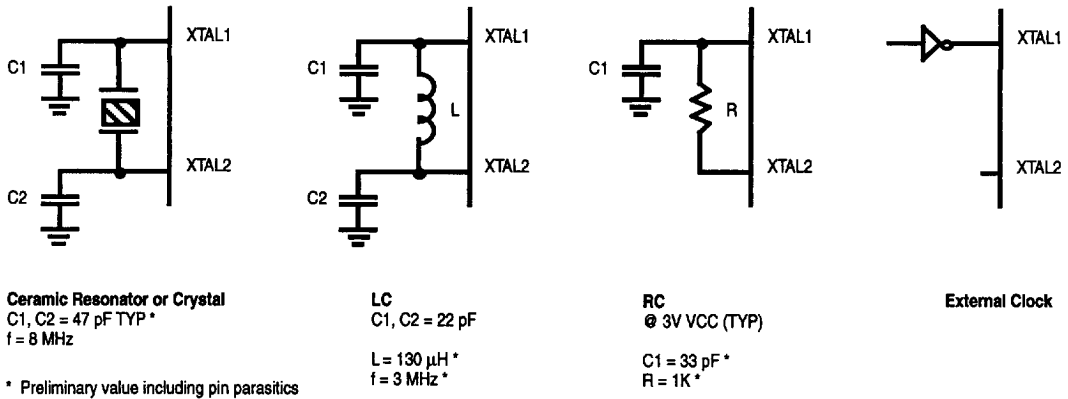 XTAL1
C1
XTAL2
C2
XTAL1
C1
L
XTAL2
C2
XTAL1
C1
R
XTAL2
XTAL1
XTAL2
Ceramic Resonator or Crystal
C1, C2 = 47 pF TYP *
f = 8 MHz
* Preliminary value including pin parasitics
LC
C1, C2 = 22 pF
L = 130 µH *
f = 3 MHz *
RC
@ 3V VCC (TYP)
C1 = 33 pF *
R = 1K *
External Clock